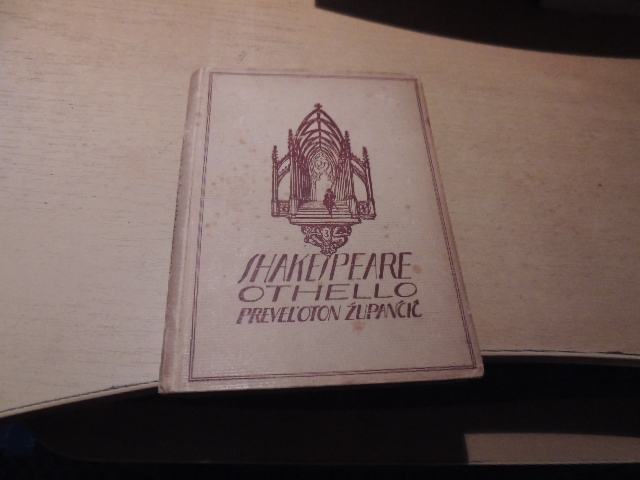 SHAKESPEARE
OTHELLO
PREVEL OTON ŽUPANČIČ